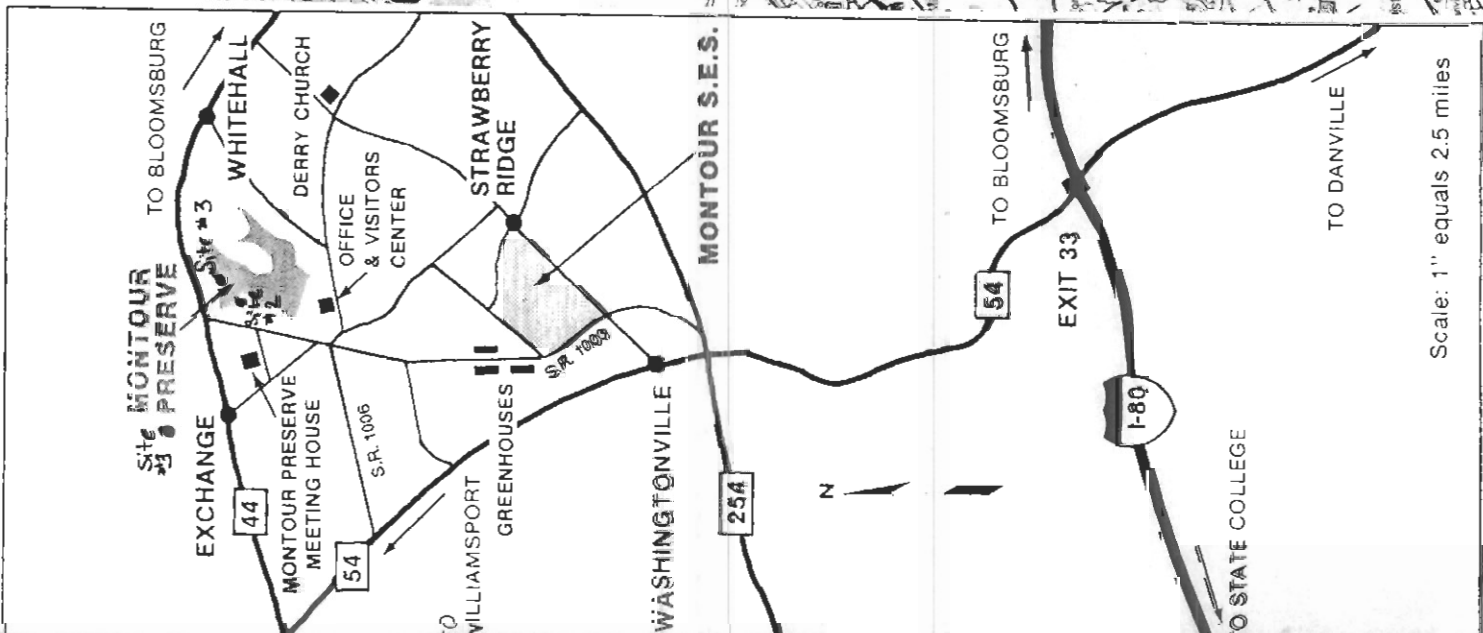 TO BLOOMSBURG
WHITEHALL
DERRY CHURCH
OFFICE
& VISITORS
CENTER
STRAWBERRY
RIDGE
MONTOUR S.E.S.
TO BLOOMSBURG
TO DANVILLE
Scale: 1" equals 2.5 miles
Site #3
MONTOUR
PRESERVE
Site
#2
Site
EXCHANGE
44
MONTOUR PRESERVE
MEETING HOUSE
S.R. 1006
54
TO
WILLIAMSPORT
GREENHOUSES
S.R. 1009
WASHINGTONVILLE
254
N
54
EXIT 33
I-80
TO STATE COLLEGE